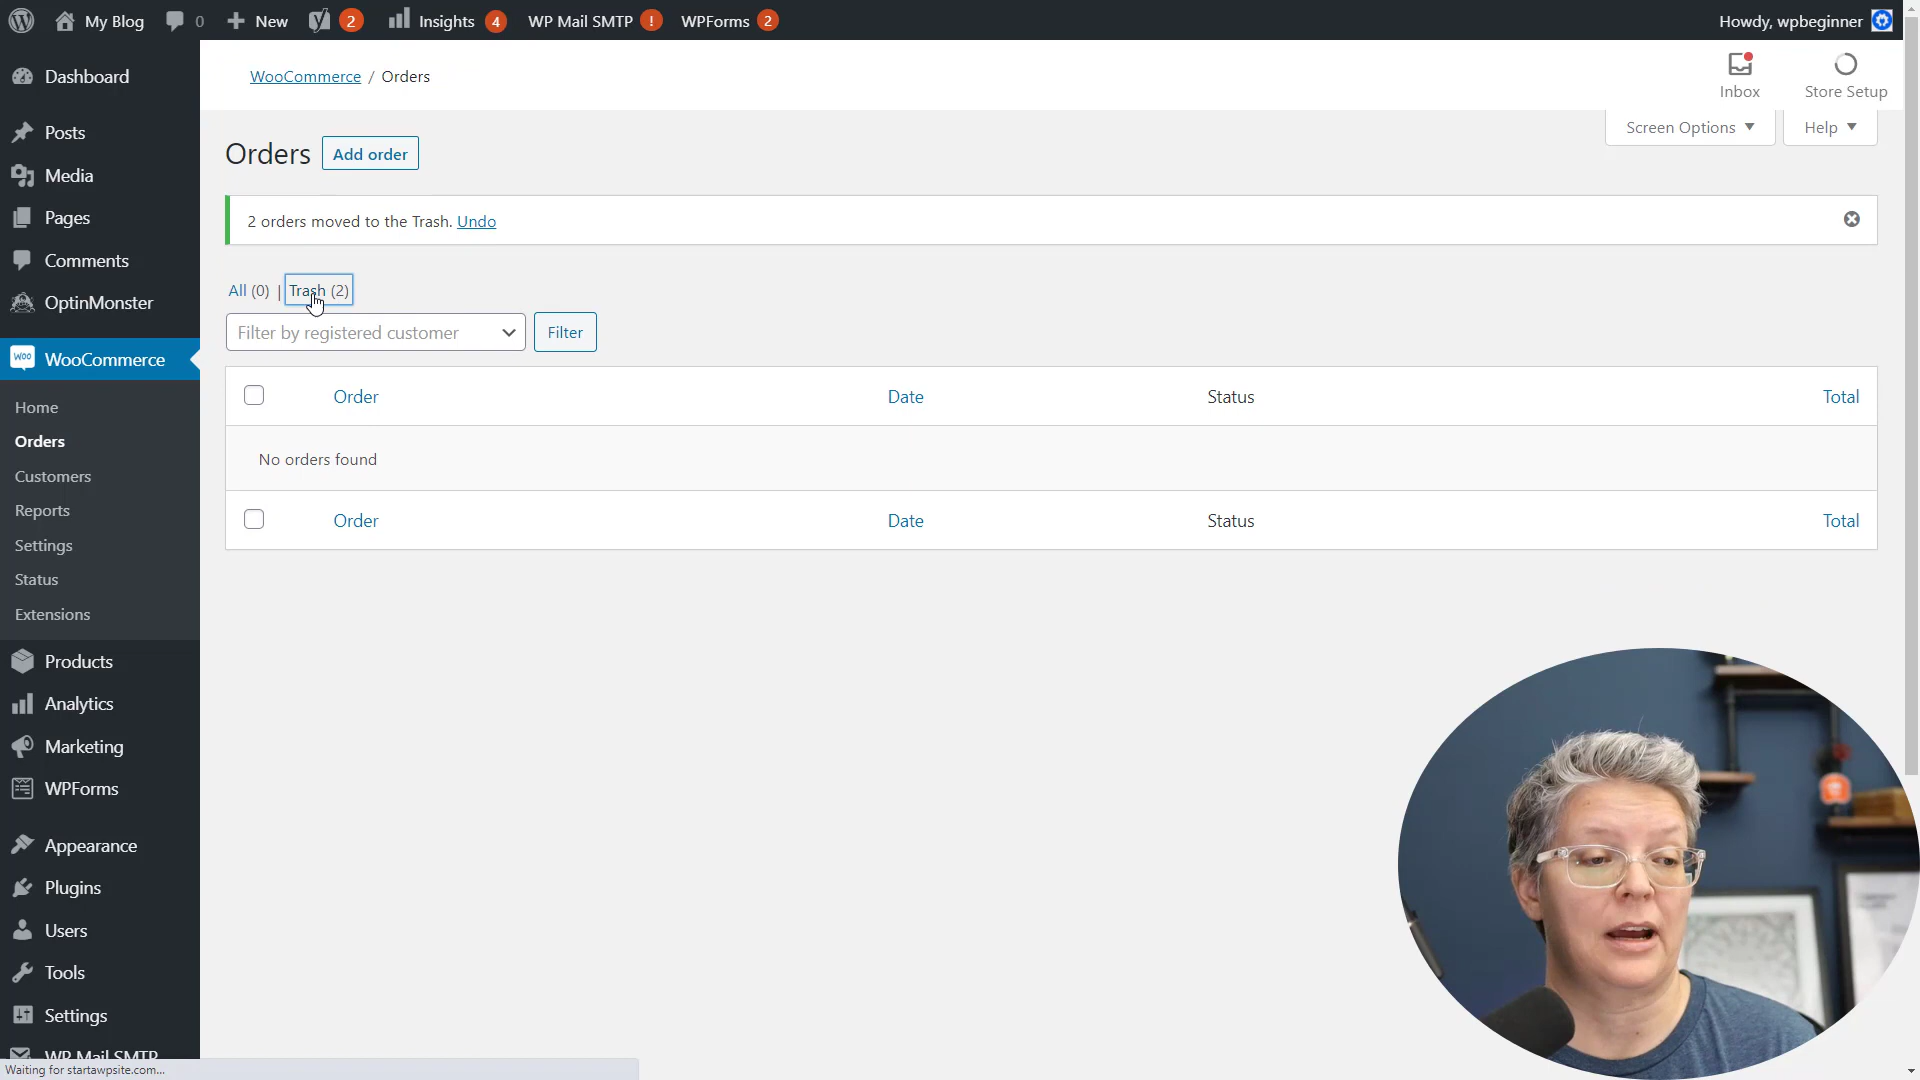 My Blog 0 New 2 Insights 4 WP Mail SMTP ! WPForms 2 Howdy, wpbeginner
Dashboard
Posts
Media
Pages
Comments
OptinMonster
WooCommerce
Home
Orders
Customers
Reports
Settings
Status
Extensions
Products
Analytics
Marketing
WPForms
Appearance
Plugins
Users
Tools
Settings
WP Mail SMTP
WooCommerce / Orders
Inbox
Store Setup
Screen Options
Help
Orders Add order
2 orders moved to the Trash. Undo
All (0) | Trash (2)
Filter by registered customer Filter
Order Date Status Total
No orders found
Order Date Status Total
Waiting for startawpsite.com...